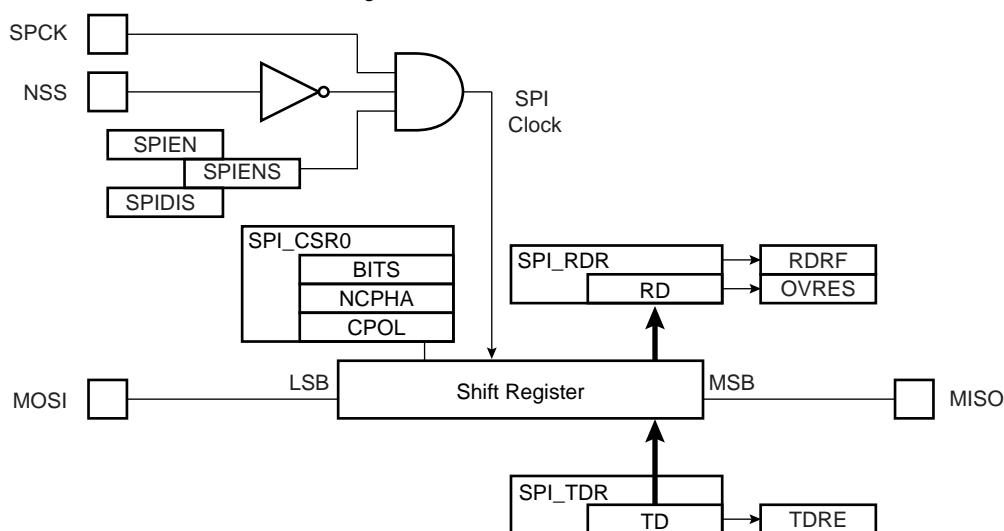 SPCK
NSS
SPI
Clock
SPIEN
SPIENS
SPIDIS
SPI_CSR0
BITS
NCPHA
CPOL
SPI_RDR
RD
RDRF
OVRES
MOSI
LSB
Shift Register
MSB
MISO
SPI_TDR
TD
TDRE